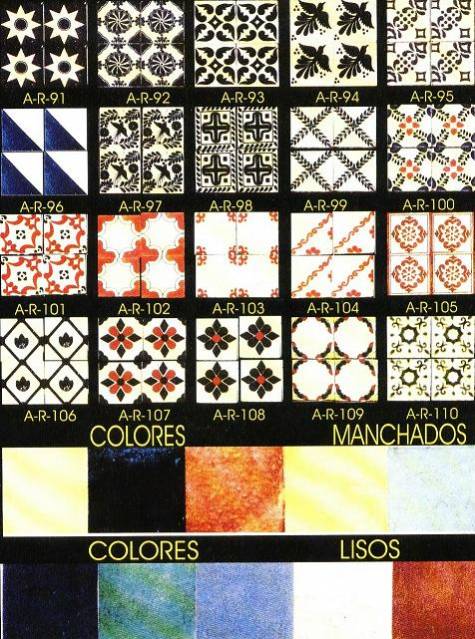 A-R-91 A-R-92 A-R-93 A-R-94 A-R-95
A-R-96 A-R-97 A-R-98 A-R-99 A-R-100
A-R-101 A-R-102 A-R-103 A-R-104 A-R-105
A-R-106 A-R-107 A-R-108 A-R-109 A-R-110
COLORES MANCHADOS
COLORES LISOS